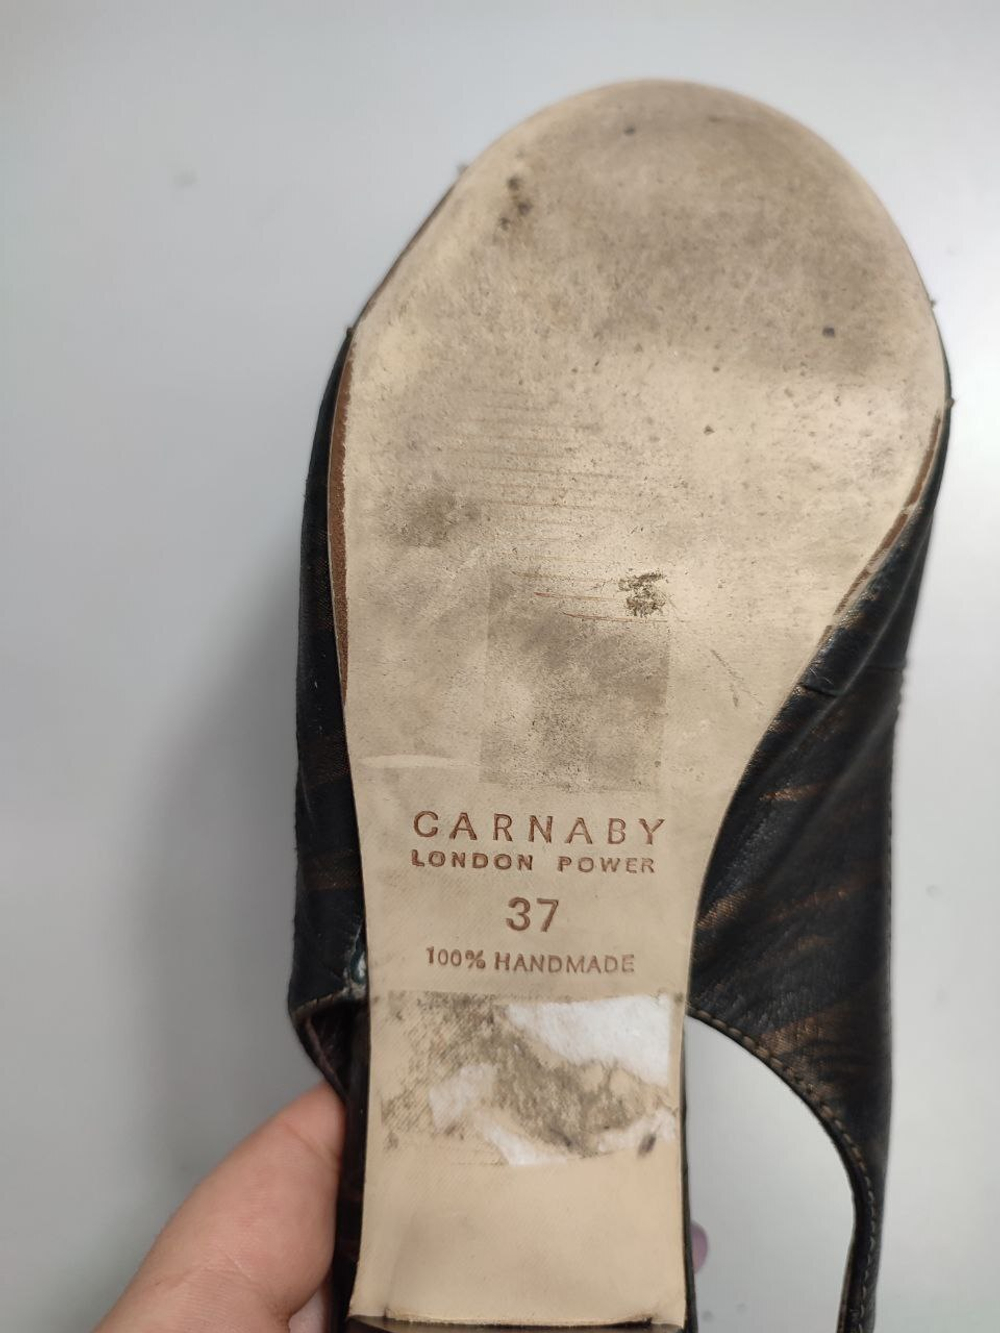 CARNABY
LONDON POWER
37
100% HANDMADE